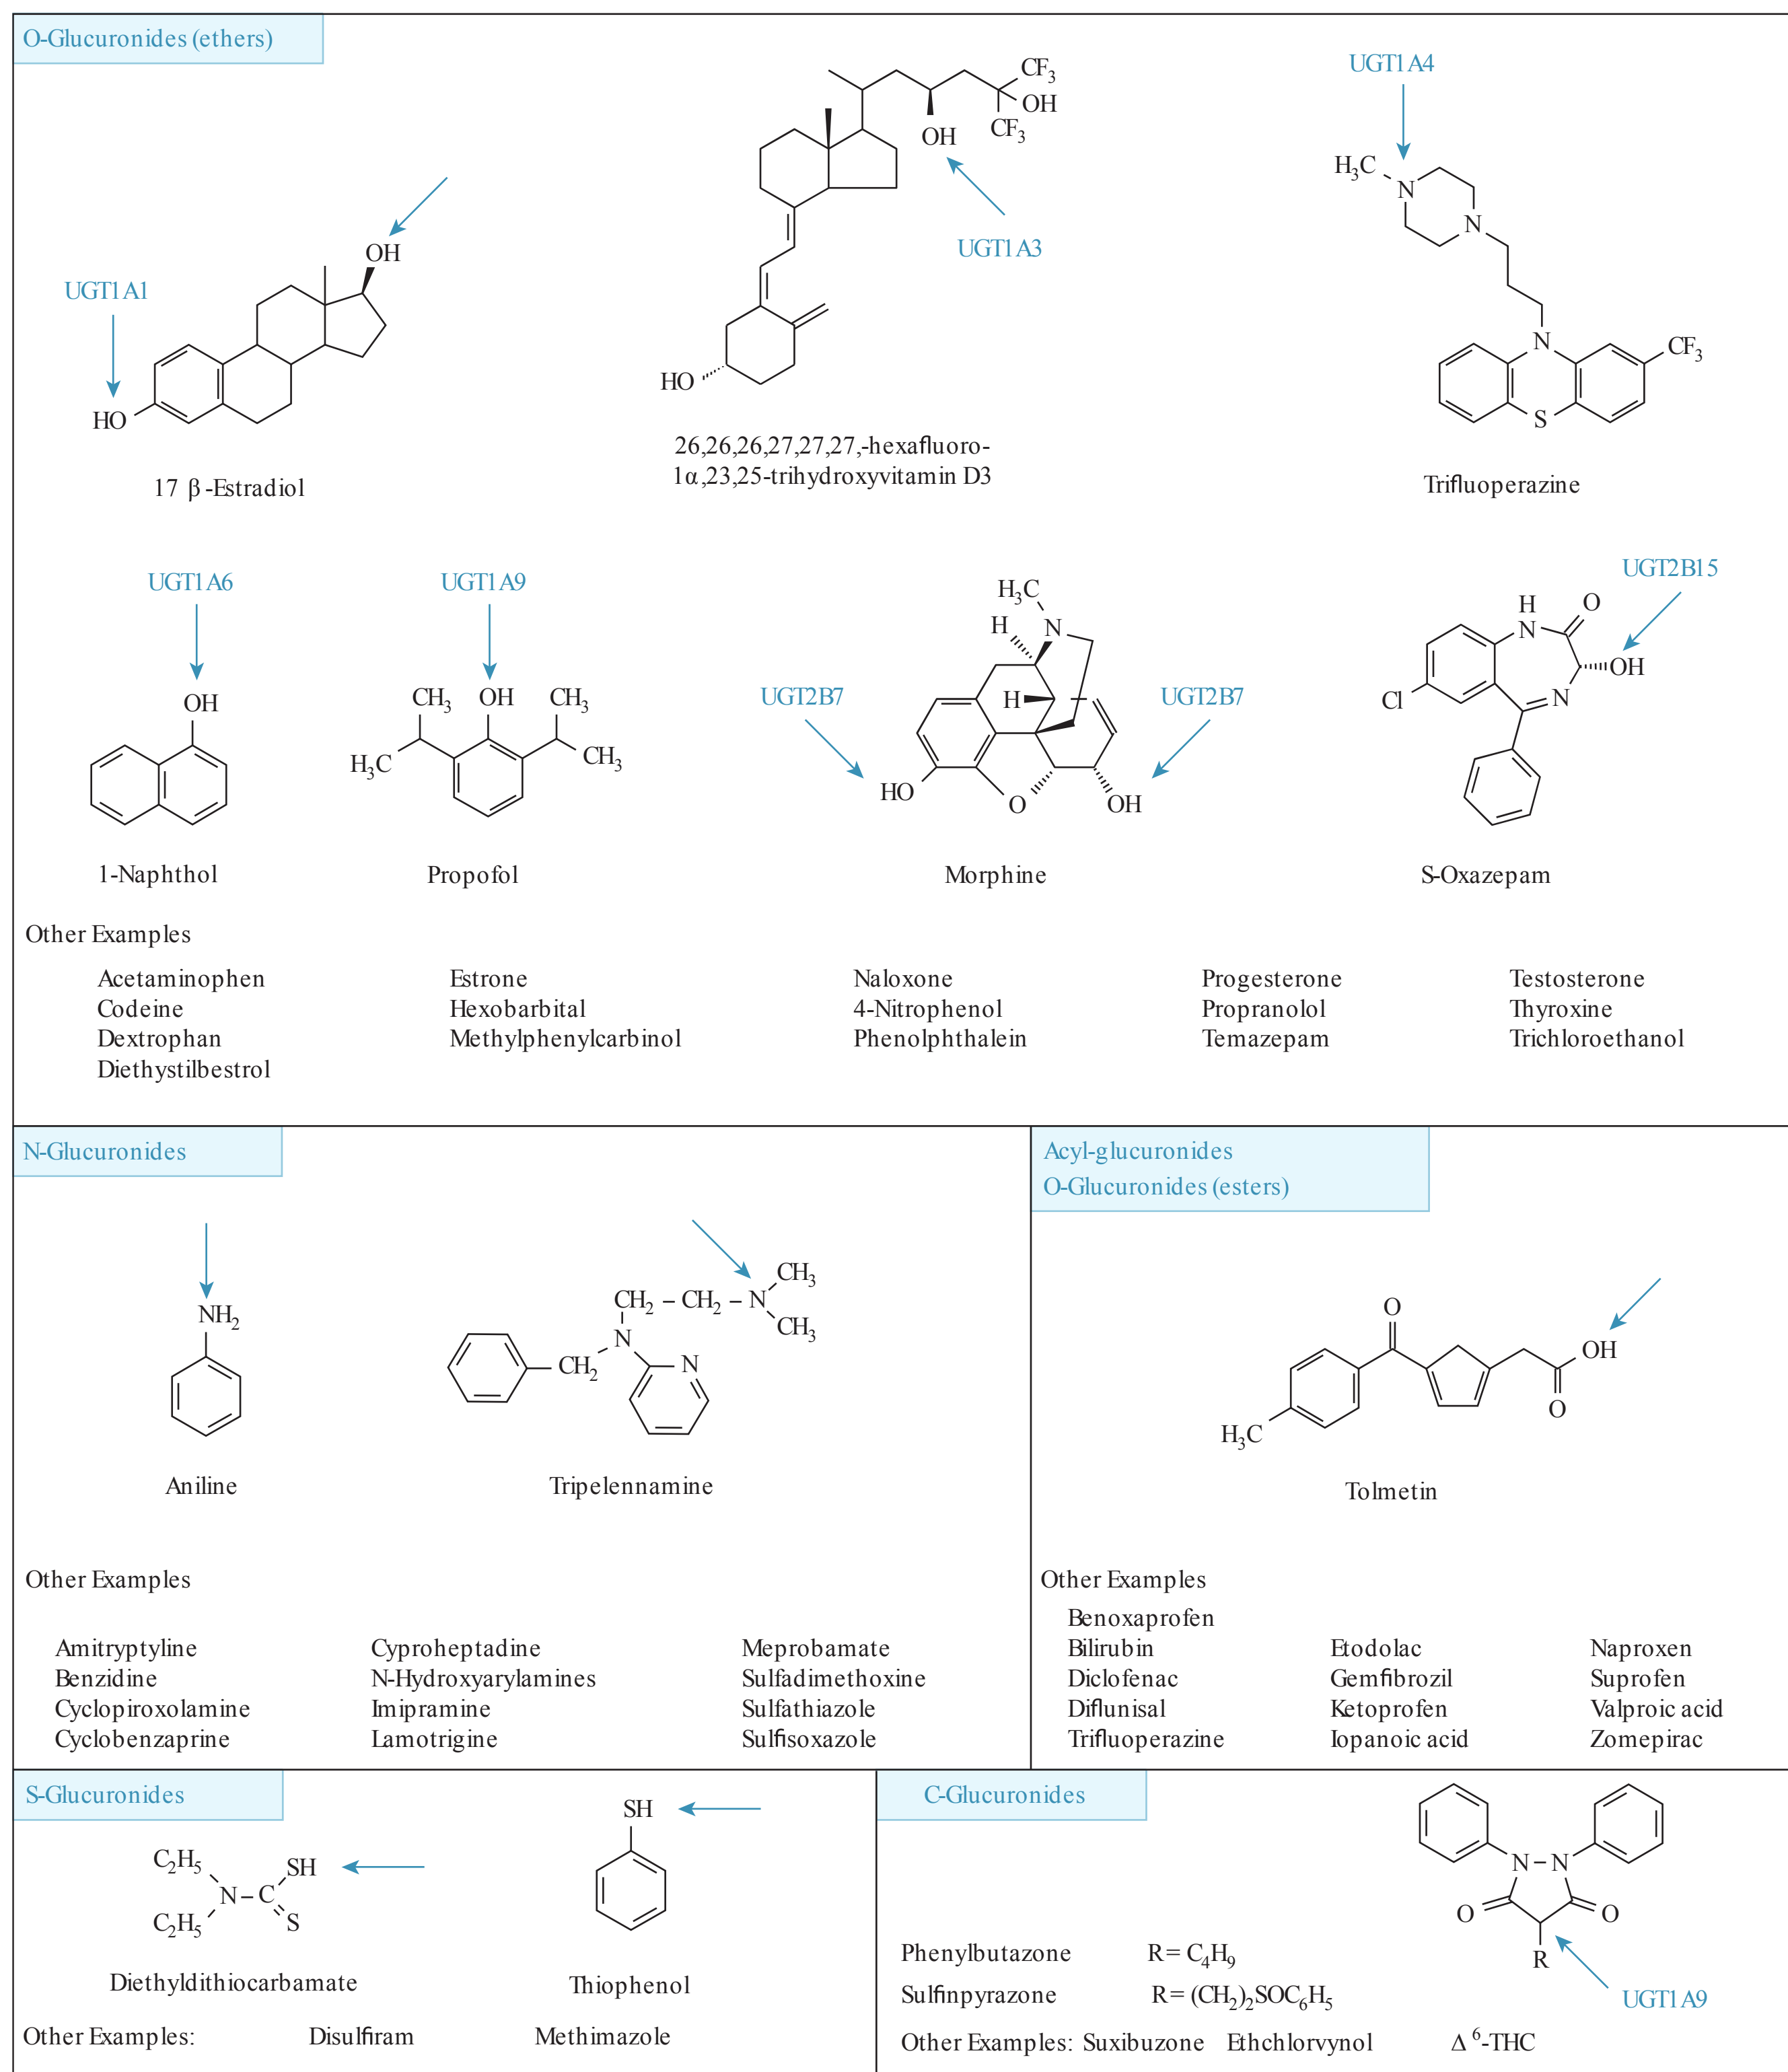 O-Glucuronides (ethers)
UGT1A4
CF3
OH
CF3
OH
H3C
N
N
UGT1A3
OH
UGT1A1
HO
N
CF3
S
HO
26,26,26,27,27,27,-hexafluoro-
1α,23,25-trihydroxyvitamin D3
17 β-Estradiol
Trifluoperazine
UGT1A6
UGT1A9
UGT2B15
H3C
N
H
H
N
O
OH
Cl
N
OH
CH3
OH
CH3
H3C
CH3
UGT2B7
H
UGT2B7
HO
O
OH
1-Naphthol
Propofol
Morphine
S-Oxazepam
Other Examples
Acetaminophen Estrone Naloxone Progesterone Testosterone
Codeine Hexobarbital 4-Nitrophenol Propranolol Thyroxine
Dextrophan Methylphenylcarbinol Phenolphthalein Temazepam Trichloroethanol
Diethystilbestrol
N-Glucuronides
NH2
CH2 – CH2 – N
CH3
CH3
N
CH2
N
Aniline
Tripelennamine
Other Examples
Amitryptyline Cyproheptadine Meprobamate
Benzidine N-Hydroxyarylamines Sulfadimethoxine
Cyclopiroxolamine Imipramine Sulfathiazole
Cyclobenzaprine Lamotrigine Sulfisoxazole
Acyl-glucuronides
O-Glucuronides (esters)
O
OH
O
H3C
Tolmetin
Other Examples
Benoxaprofen
Bilirubin Etodolac Naproxen
Diclofenac Gemfibrozil Suprofen
Diflunisal Ketoprofen Valproic acid
Trifluoperazine Iopanoic acid Zomepirac
S-Glucuronides
SH
C2H5
SH
N – C
C2H5
S
Diethyldithiocarbamate
Thiophenol
Other Examples: Disulfiram Methimazole
C-Glucuronides
N – N
O
O
R
UGT1A9
Phenylbutazone R= C4H9
Sulfinpyrazone R= (CH2)2SOC6H5
Other Examples: Suxibuzone Ethchlorvynol Δ6-THC